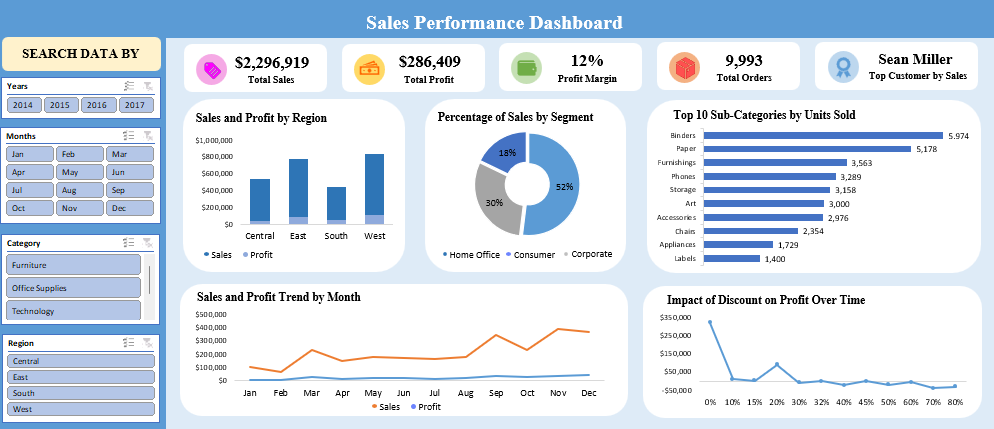 Sales Performance Dashboard
SEARCH DATA BY
$2,296,919
Total Sales
$286,409
Total Profit
12%
Profit Margin
9,993
Total Orders
Sean Miller
Top Customer by Sales
Years
2014 2015 2016 2017
Months
Jan Feb Mar
Apr May Jun
Jul Aug Sep
Oct Nov Dec
Category
Furniture
Office Supplies
Technology
Region
Central
East
South
West
Sales and Profit by Region
$1,000,000
$800,000
$600,000
$400,000
$200,000
$0
Central East South West
Sales Profit
Percentage of Sales by Segment
18%
52%
30%
Home Office Consumer Corporate
Top 10 Sub-Categories by Units Sold
Binders 5,974
Paper 5,178
Furnishings 3,563
Phones 3,289
Storage 3,158
Art 3,000
Accessories 2,976
Chairs 2,354
Appliances 1,729
Labels 1,400
Sales and Profit Trend by Month
$500,000
$400,000
$300,000
$200,000
$100,000
$0
Jan Feb Mar Apr May Jun Jul Aug Sep Oct Nov Dec
Sales Profit
Impact of Discount on Profit Over Time
$350,000
$250,000
$150,000
$50,000
-$50,000
0% 10% 15% 20% 30% 32% 40% 45% 50% 60% 70% 80%